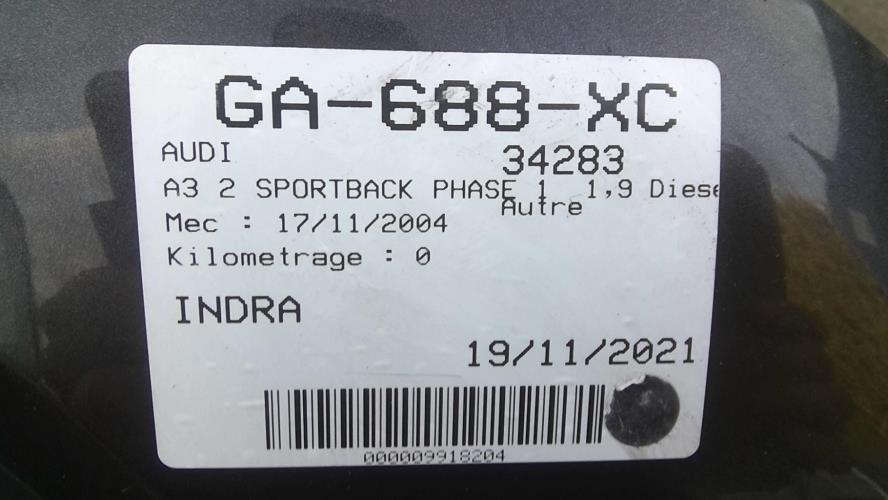 GA-688-XC
AUDI 34283
A3 2 SPORTBACK PHASE 1 1,9 Diese
Autre
Mec : 17/11/2004
Kilometrage : 0
INDRA
19/11/2021
000009918204